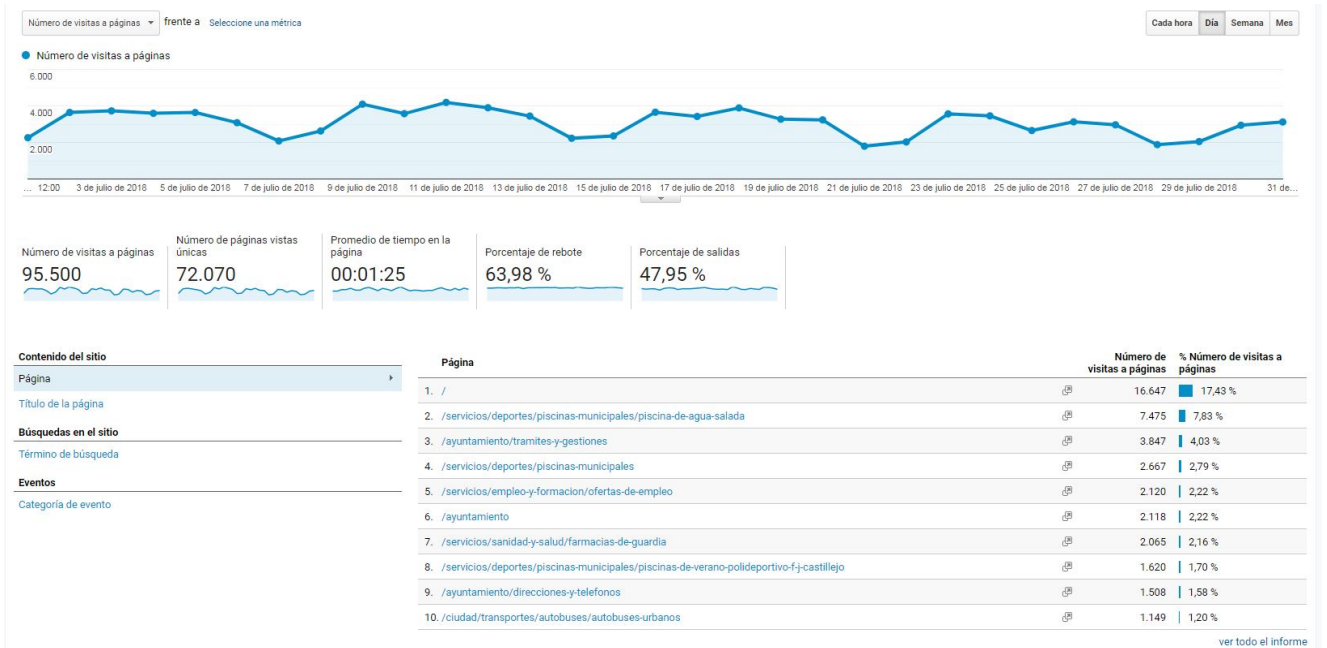 Número de visitas a páginas frente a Seleccione una métrica
Cada hora Día Semana Mes
Número de visitas a páginas
6.000
4.000
2.000
... 12:00 3 de julio de 2018 5 de julio de 2018 7 de julio de 2018 9 de julio de 2018 11 de julio de 2018 13 de julio de 2018 15 de julio de 2018 17 de julio de 2018 19 de julio de 2018 21 de julio de 2018 23 de julio de 2018 25 de julio de 2018 27 de julio de 2018 29 de julio de 2018 31 de...
Número de visitas a páginas
95.500
Número de páginas vistas
únicas
72.070
Promedio de tiempo en la
página
00:01:25
Porcentaje de rebote
63,98 %
Porcentaje de salidas
47,95 %
Contenido del sitio
Página
Título de la página
Búsquedas en el sitio
Término de búsqueda
Eventos
Categoría de evento
Página
Número de
visitas a páginas
% Número de visitas a
páginas
1. / 16.647 17,43 %
2. /servicios/deportes/piscinas-municipales/piscina-de-agua-salada 7.475 7,83 %
3. /ayuntamiento/tramites-y-gestiones 3.847 4,03 %
4. /servicios/deportes/piscinas-municipales 2.667 2,79 %
5. /servicios/empleo-y-formacion/ofertas-de-empleo 2.120 2,22 %
6. /ayuntamiento 2.118 2,22 %
7. /servicios/sanidad-y-salud/farmacias-de-guardia 2.065 2,16 %
8. /servicios/deportes/piscinas-municipales/piscinas-de-verano-polideportivo-f-j-castillejo 1.620 1,70 %
9. /ayuntamiento/direcciones-y-telefonos 1.508 1,58 %
10. /ciudad/transportes/autobuses/autobuses-urbanos 1.149 1,20 %
ver todo el informe